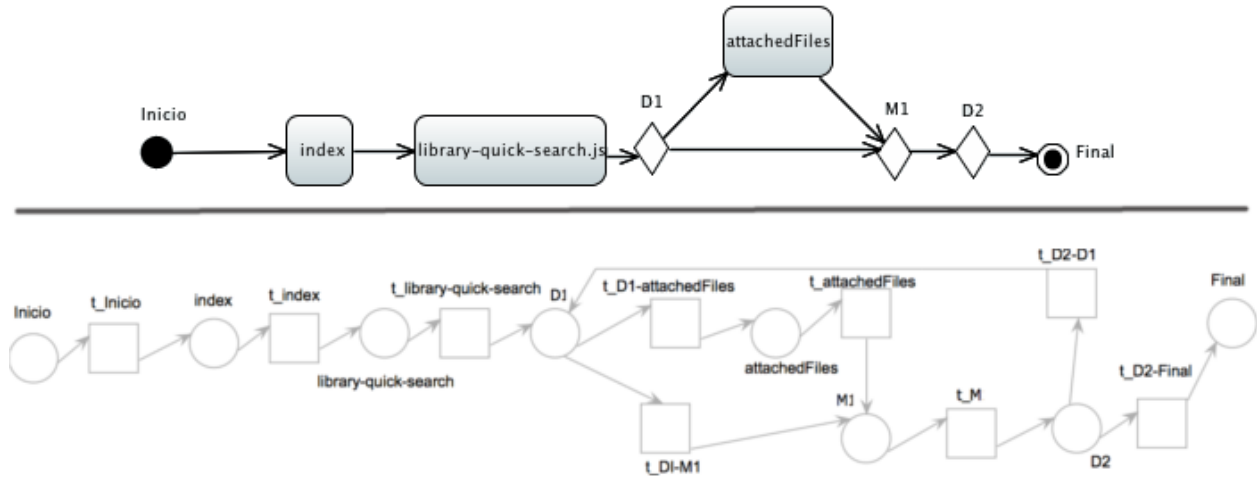 attachedFiles
Inicio
D1
M1
D2
index
library-quick-search.js
Final
t_D2-D1
t_library-quick-search
t_D1-attachedFiles
t_attachedFiles
Final
Inicio
t_Inicio
index
t_index
D1
library-quick-search
attachedFiles
t_D2-Final
M1
t_M
t_DI-M1
D2